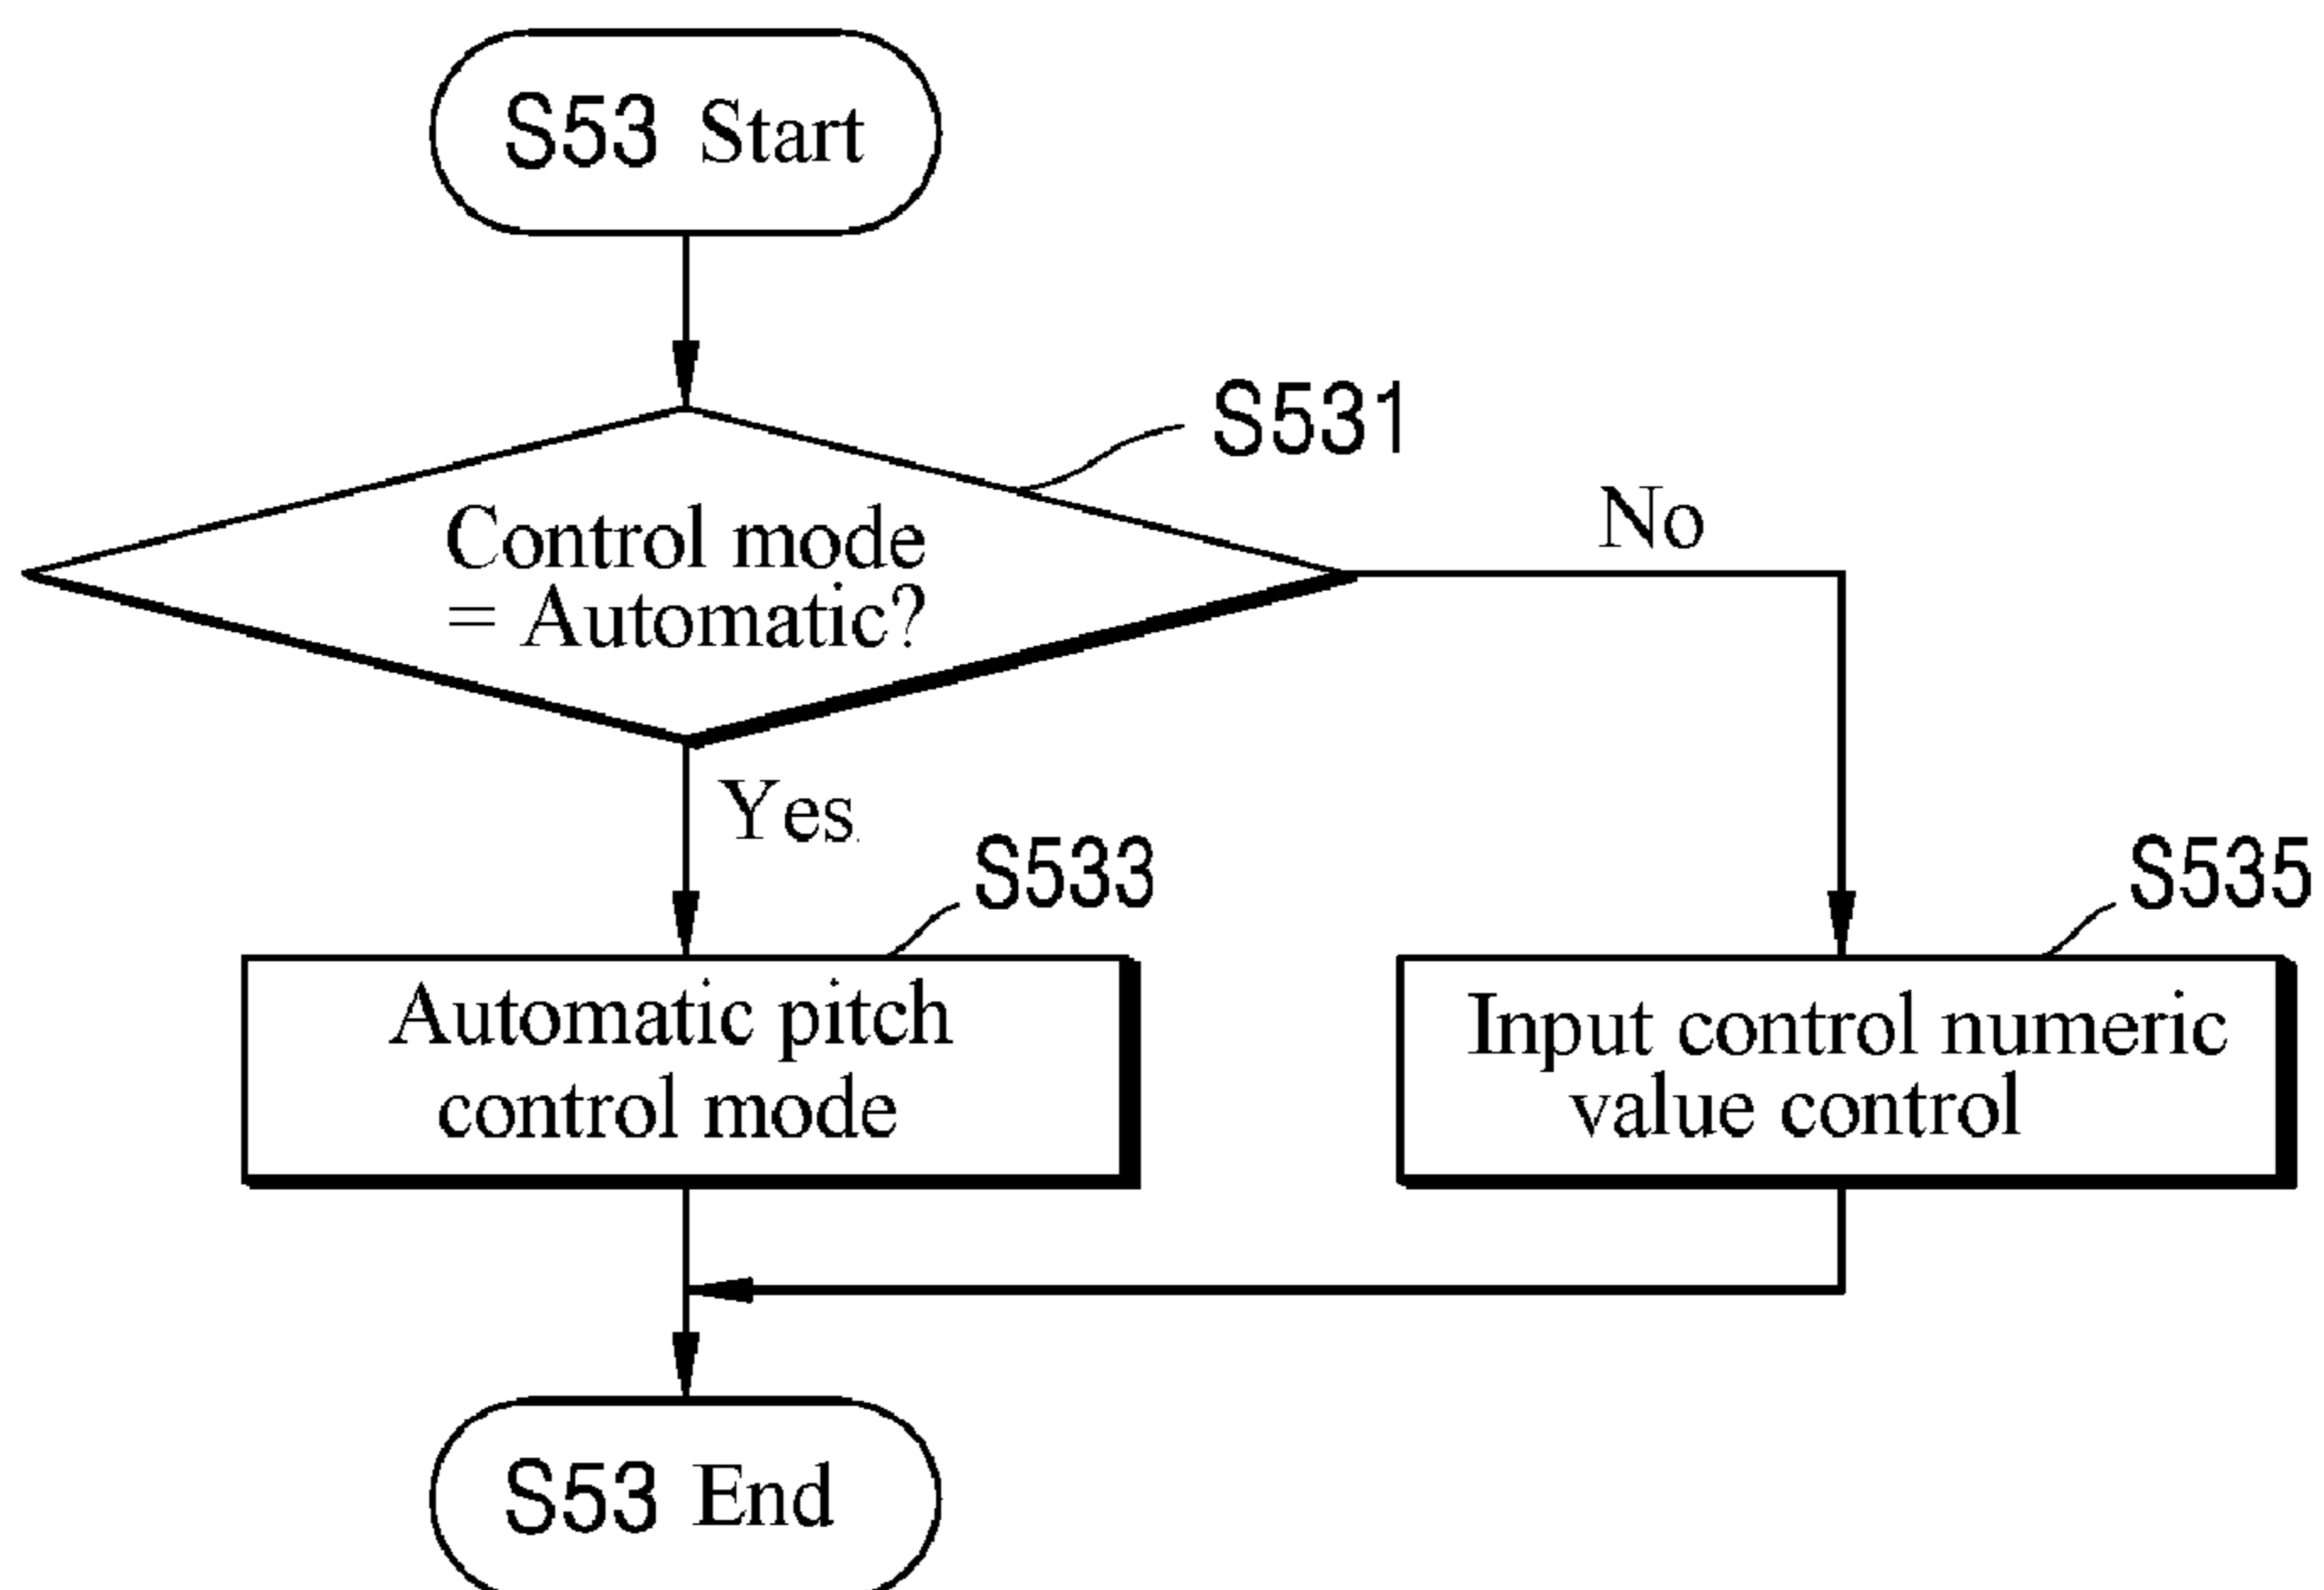 S53 Start
S531
Control mode
= Automatic?
No
Yes
S533
S535
Automatic pitch
control mode
Input control numeric
value control
S53 End